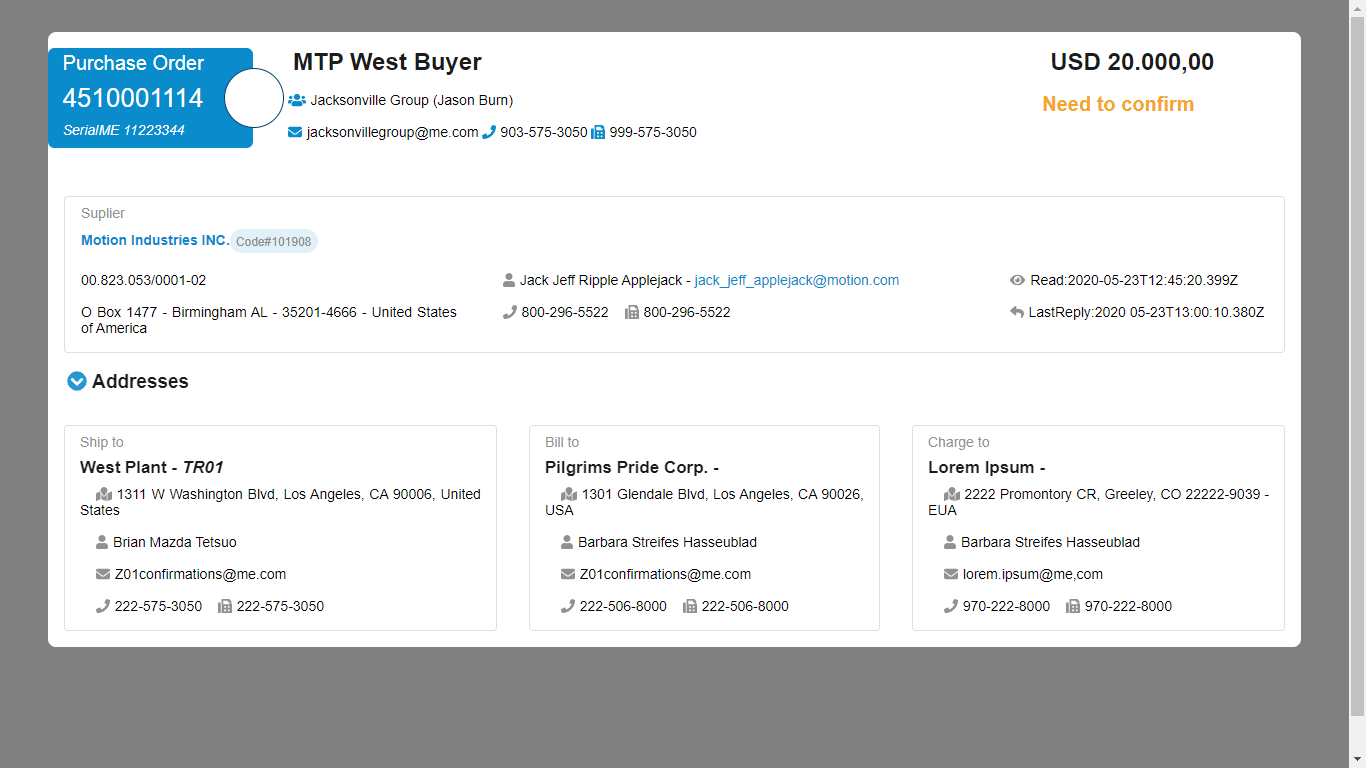 Purchase Order
4510001114
SerialME 11223344
MTP West Buyer
Jacksonville Group (Jason Burn)
jacksonvillegroup@me.com 903-575-3050 999-575-3050
USD 20.000,00
Need to confirm
Suplier
Motion Industries INC. Code#101908
00.823.053/0001-02
O Box 1477 - Birmingham AL - 35201-4666 - United States
of America
Jack Jeff Ripple Applejack - jack_jeff_applejack@motion.com
800-296-5522 800-296-5522
Read:2020-05-23T12:45:20.399Z
LastReply:2020 05-23T13:00:10.380Z
Addresses
Ship to
West Plant - TR01
1311 W Washington Blvd, Los Angeles, CA 90006, United
States
Brian Mazda Tetsuo
Z01confirmations@me.com
222-575-3050 222-575-3050
Bill to
Pilgrims Pride Corp. -
1301 Glendale Blvd, Los Angeles, CA 90026,
USA
Barbara Streifes Hasseublad
Z01confirmations@me.com
222-506-8000 222-506-8000
Charge to
Lorem Ipsum -
2222 Promontory CR, Greeley, CO 22222-9039 -
EUA
Barbara Streifes Hasseublad
lorem.ipsum@me,com
970-222-8000 970-222-8000